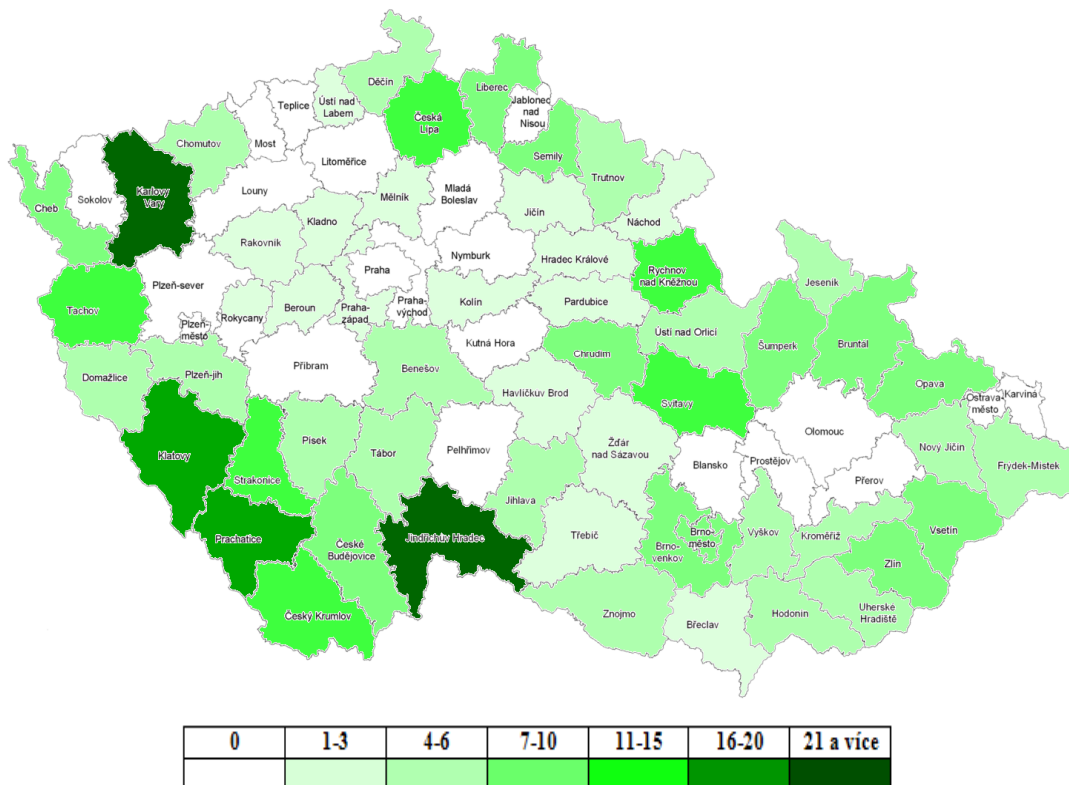 Děčín
Liberec
Teplice
Ústí nad
Labem
Jablonec
nad
Nisou
Česká
Lípa
Chomutov
Most
Litoměřice
Semily
Trutnov
Karlovy
Vary
Sokolov
Louny
Mělník
Mladá
Boleslav
Cheb
Jičín
Náchod
Kladno
Rakovník
Nymburk
Hradec Králové
Praha
Rychnov
nad Kněžnou
Jeseník
Plzeň-sever
Tachov
Rokycany
Beroun
Praha-
západ
Praha-
východ
Kolín
Pardubice
Plzeň-
město
Ústí nad Orlicí
Šumperk
Bruntál
Kutná Hora
Chrudim
Příbram
Benešov
Domažlice
Plzeň-jih
Opava
Ostrava-
město
Karviná
Havlíčkuv Brod
Svitavy
Olomouc
Klatovy
Písek
Tábor
Pelhřimov
Žďár
nad Sázavou
Nový Jičín
Frýdek-Místek
Blansko
Prostějov
Přerov
Strakonice
Jihlava
Prachatice
České
Budějovice
Jindřichův Hradec
Třebíč
Brno-
venkov
Brno-
město
Vyškov
Kroměříž
Vsetín
Zlín
Český Krumlov
Znojmo
Břeclav
Hodonín
Uherské
Hradiště
0 1-3 4-6 7-10 11-15 16-20 21 a více